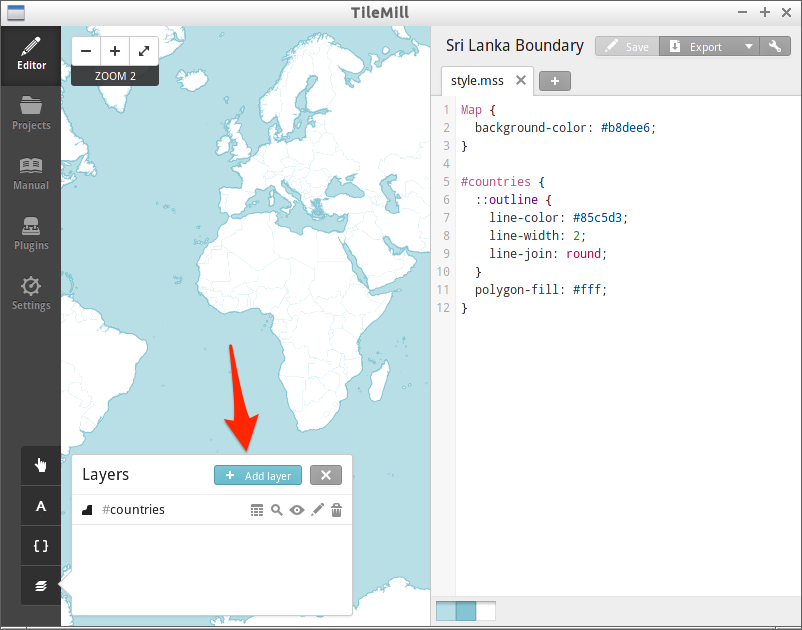 TileMill
Editor
Projects
Manual
Plugins
Settings
ZOOM 2
A
{ }
Layers
+ Add layer
#countries
Sri Lanka Boundary
Save
Export
style.mss
1 Map {
2 background-color: #b8dee6;
3 }
4
5 #countries {
6 ::outline {
7 line-color: #85c5d3;
8 line-width: 2;
9 line-join: round;
10 }
11 polygon-fill: #fff;
12 }